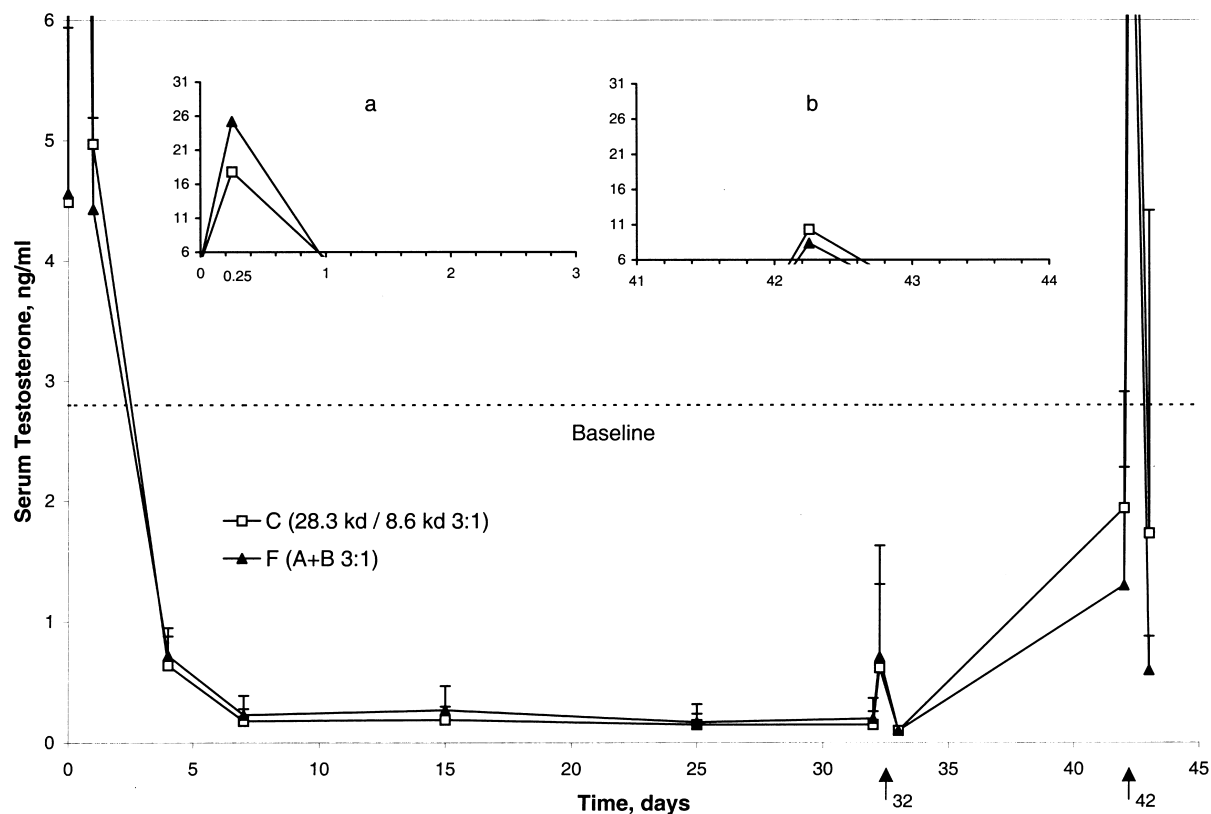 6
5
4
3
2
1
0
Serum Testosterone, ng/ml
a
31
26
21
16
11
6
0 0.25 1 2 3
b
31
26
21
16
11
6
41 42 43 44
Baseline
C (28.3 kd / 8.6 kd 3:1)
F (A+B 3:1)
0 5 10 15 20 25 30 35 40 45
32 42
Time, days